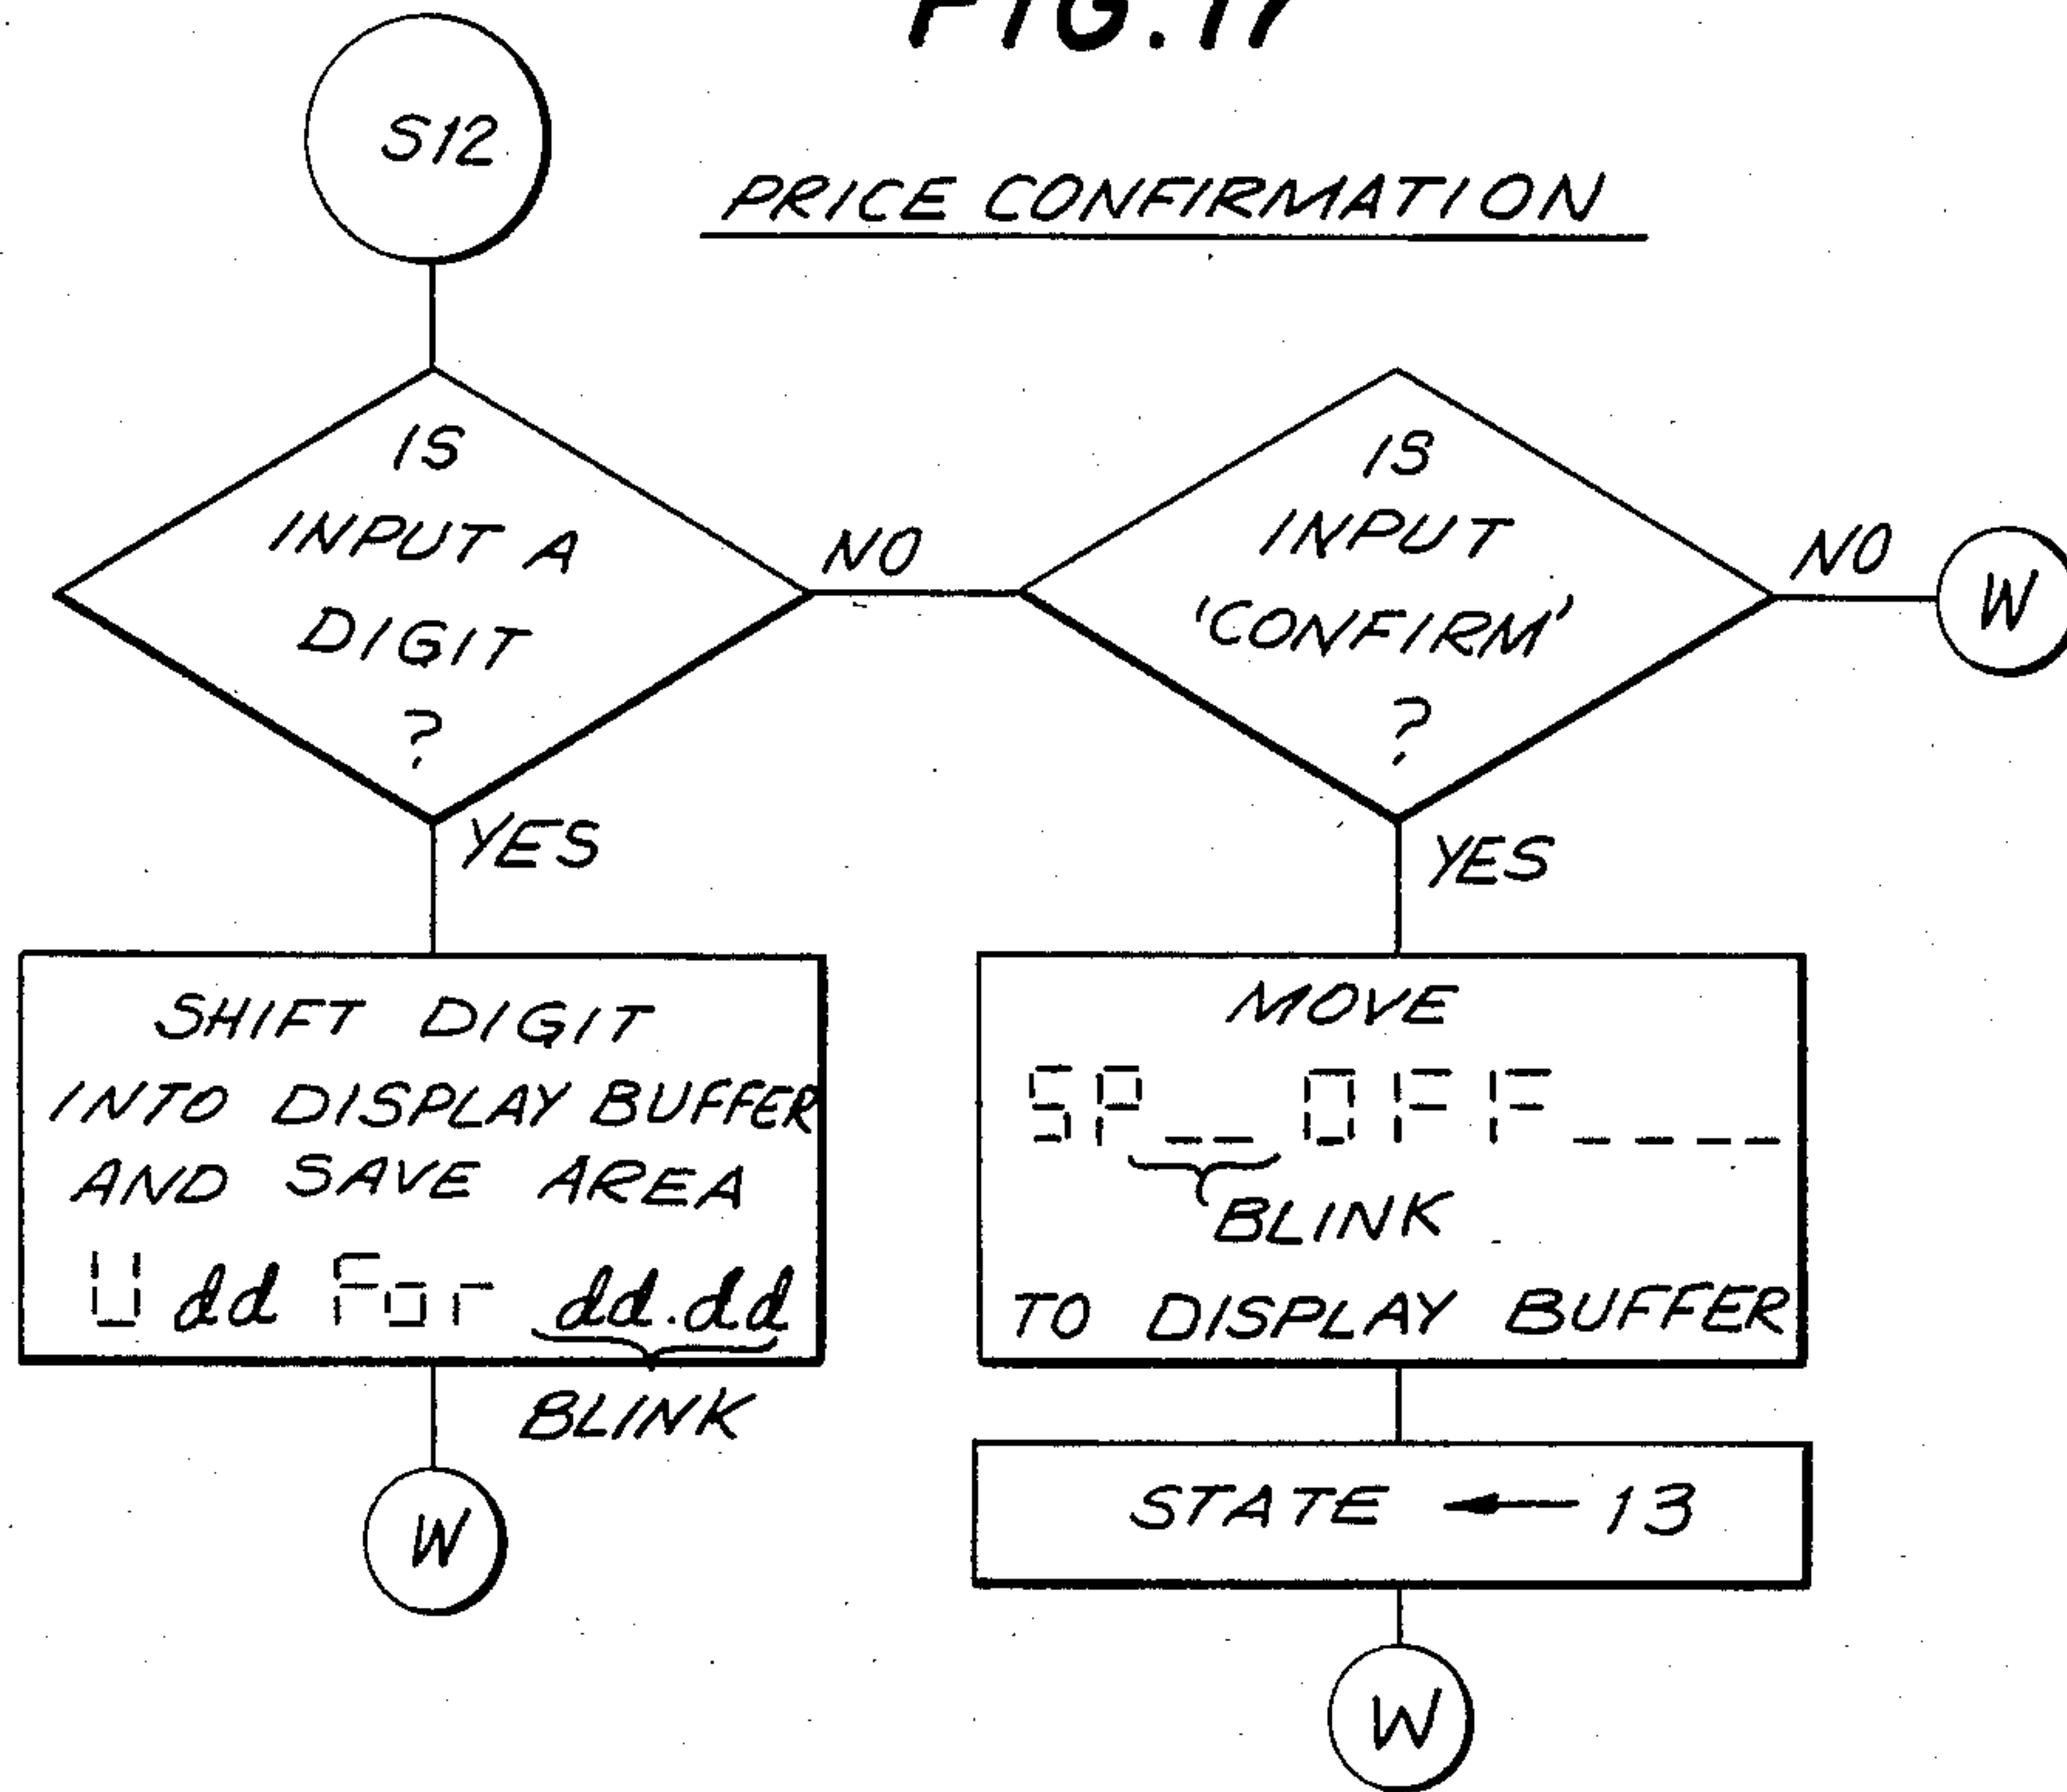 FIG. 17
S12
PRICE CONFIRMATION
IS
INPUT A
DIGIT
?
NO
YES
IS
INPUT
'CONFIRM'
?
NO
W
YES
SHIFT DIGIT
INTO DISPLAY BUFFER
AND SAVE AREA
U dd For dd.dd
BLINK
W
MOVE
SP__OFF____
BLINK
TO DISPLAY BUFFER
STATE ← 13
W